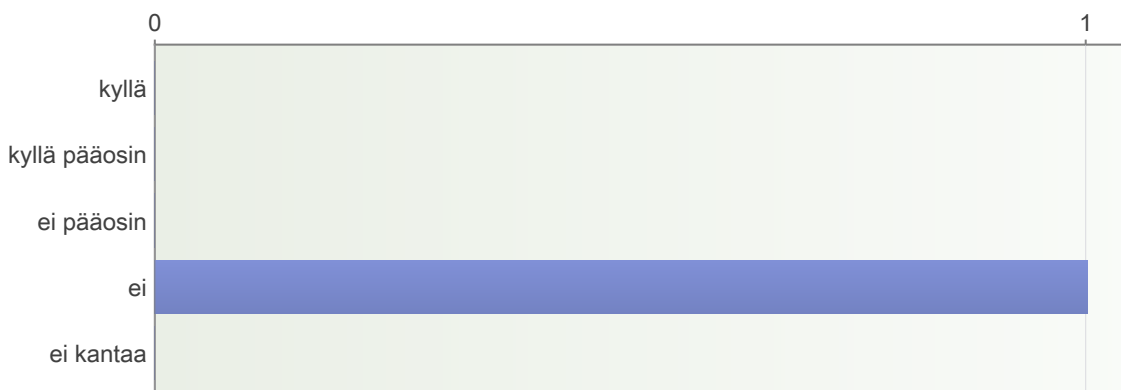 0 1
kyllä
kyllä pääosin
ei pääosin
ei
ei kantaa